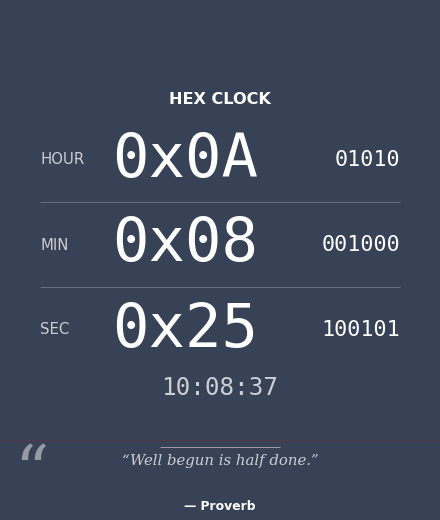 HEX CLOCK
HOUR 0x0A 01010
MIN 0x08 001000
SEC 0x25 100101
10:08:37
“
“Well begun is half done.”
— Proverb